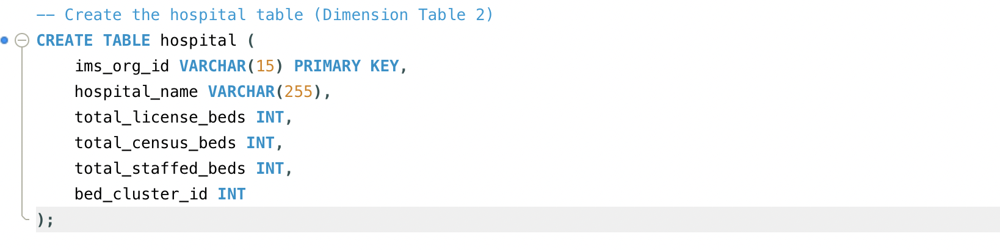 -- Create the hospital table (Dimension Table 2)
CREATE TABLE hospital (
    ims_org_id VARCHAR(15) PRIMARY KEY,
    hospital_name VARCHAR(255),
    total_license_beds INT,
    total_census_beds INT,
    total_staffed_beds INT,
    bed_cluster_id INT
);